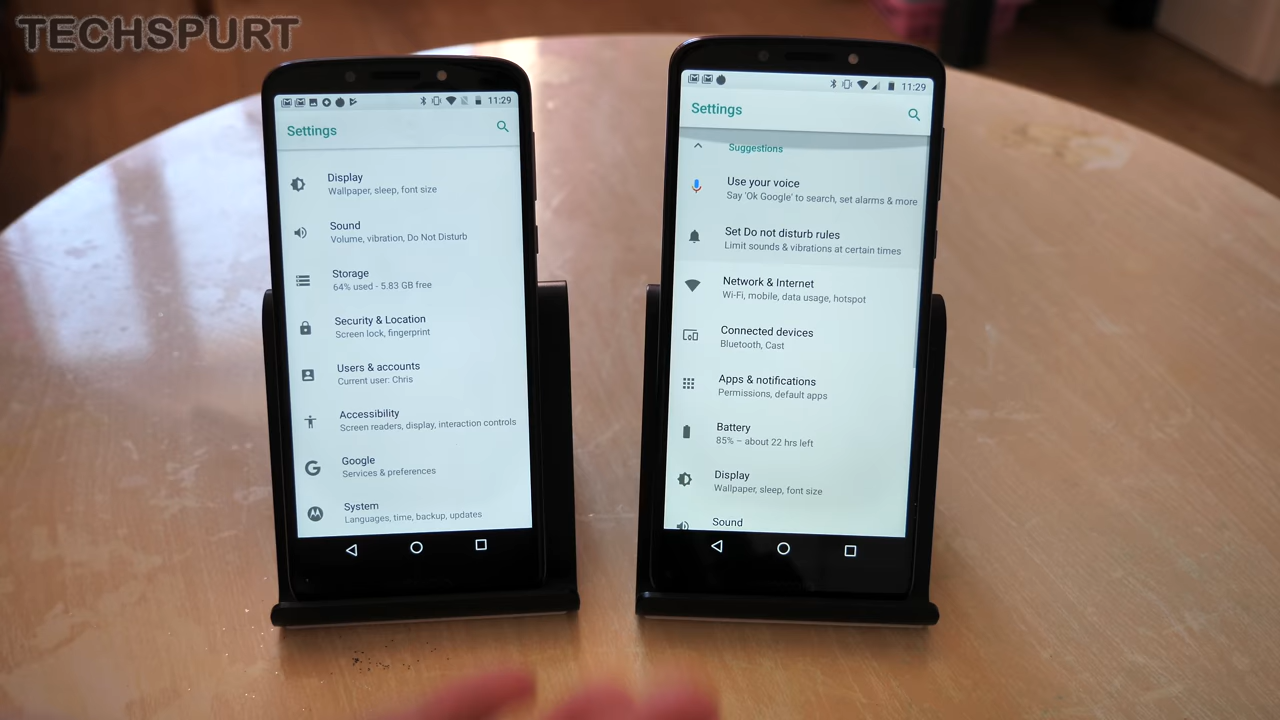 TECHSPURT
11:29
Settings
Display
Wallpaper, sleep, font size
Sound
Volume, vibration, Do Not Disturb
Storage
64% used - 5.83 GB free
Security & Location
Screen lock, fingerprint
Users & accounts
Current user: Chris
Accessibility
Screen readers, display, interaction controls
Google
Services & preferences
System
Languages, time, backup, updates
11:29
Settings
Suggestions
Use your voice
Say 'Ok Google' to search, set alarms & more
Set Do not disturb rules
Limit sounds & vibrations at certain times
Network & Internet
Wi-Fi, mobile, data usage, hotspot
Connected devices
Bluetooth, Cast
Apps & notifications
Permissions, default apps
Battery
85% – about 22 hrs left
Display
Wallpaper, sleep, font size
Sound